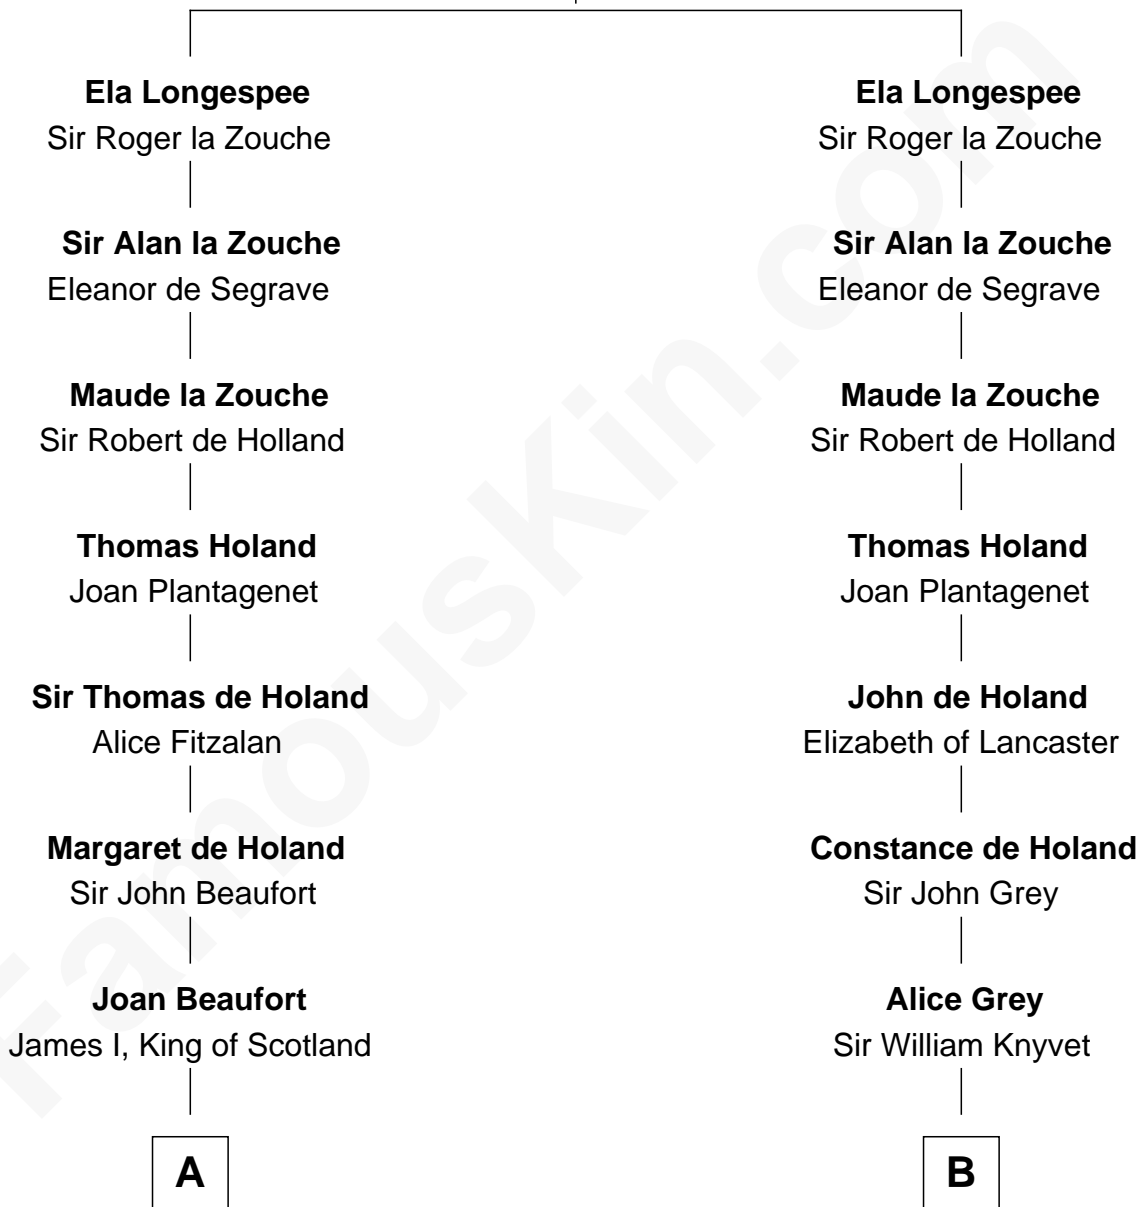 Ela Longespee
Sir Roger la Zouche
Sir Alan la Zouche
Eleanor de Segrave
Maude la Zouche
Sir Robert de Holland
Thomas Holand
Joan Plantagenet
Sir Thomas de Holand
Alice Fitzalan
Margaret de Holand
Sir John Beaufort
Joan Beaufort
James I, King of Scotland
A
Ela Longespee
Sir Roger la Zouche
Sir Alan la Zouche
Eleanor de Segrave
Maude la Zouche
Sir Robert de Holland
Thomas Holand
Joan Plantagenet
John de Holand
Elizabeth of Lancaster
Constance de Holand
Sir John Grey
Alice Grey
Sir William Knyvet
B
FamousKin.com